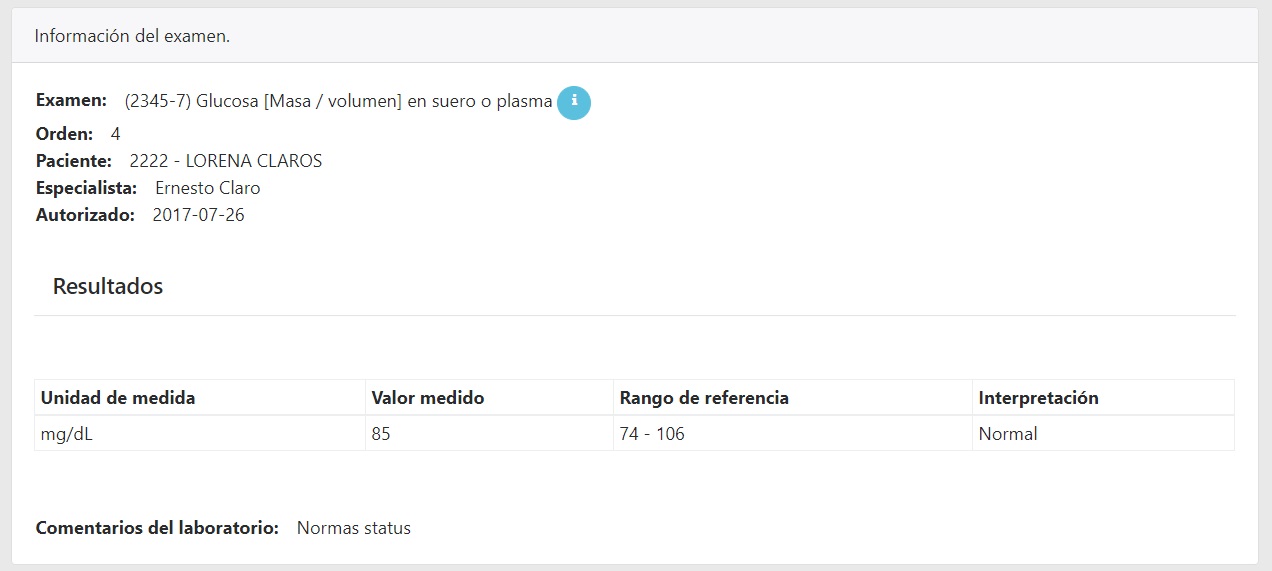 Información del examen.
Examen: (2345-7) Glucosa [Masa / volumen] en suero o plasma i
Orden: 4
Paciente: 2222 - LORENA CLAROS
Especialista: Ernesto Claro
Autorizado: 2017-07-26
Resultados
Unidad de medida Valor medido Rango de referencia Interpretación
mg/dL 85 74 - 106 Normal
Comentarios del laboratorio: Normas status